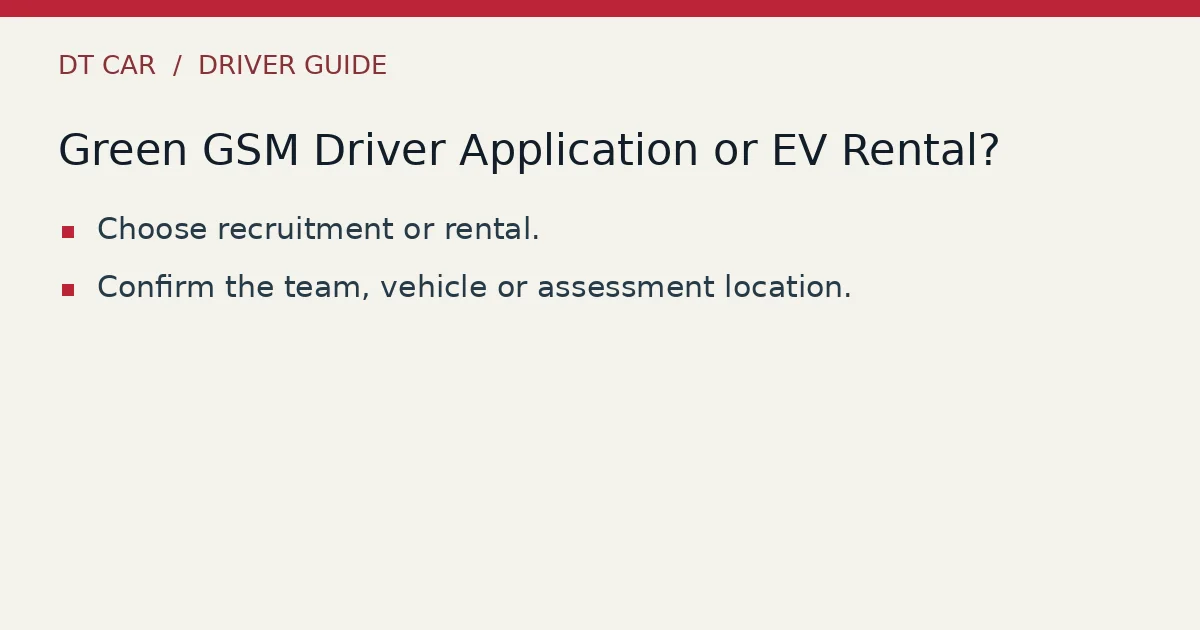 DT CAR / DRIVER GUIDE
Green GSM Driver Application or EV Rental?
Choose recruitment or rental.
Confirm the team, vehicle or assessment location.